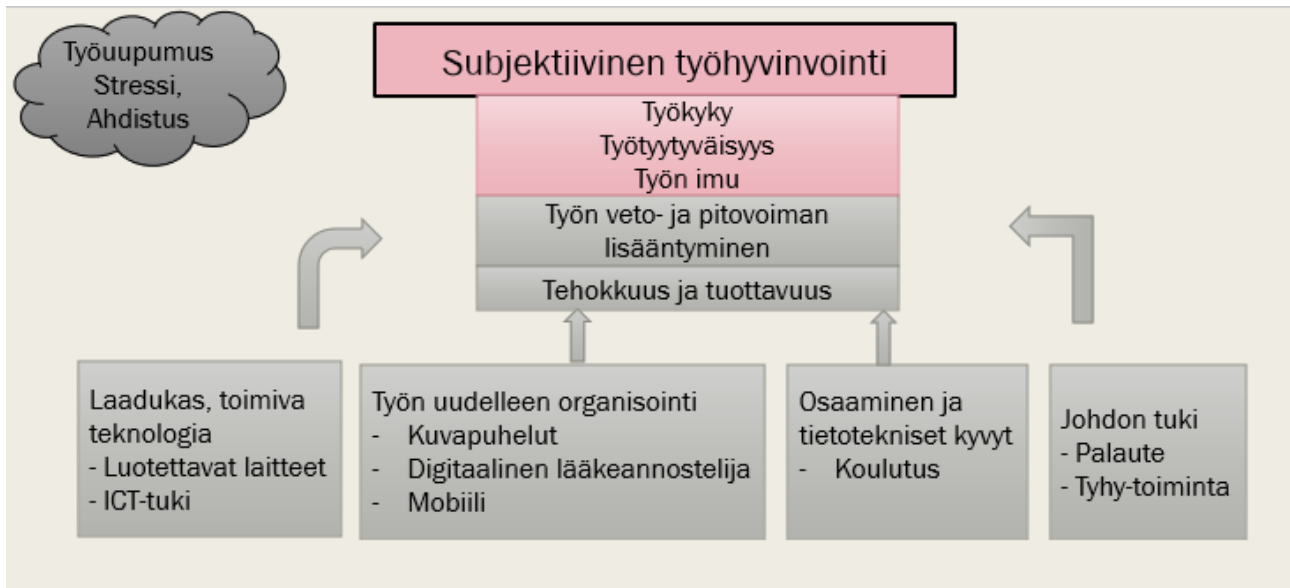 Työuupumus
Stressi,
Ahdistus
Subjektiivinen työhyvinvointi
Työkyky
Työtyytyväisyys
Työn imu
Työn veto- ja pitovoiman
lisääntyminen
Tehokkuus ja tuottavuus
Laadukas, toimiva
teknologia
- Luotettavat laitteet
- ICT-tuki
Työn uudelleen organisointi
- Kuvapuhelut
- Digitaalinen lääkeannostelija
- Mobiili
Osaaminen ja
tietotekniset kyvyt
- Koulutus
Johdon tuki
- Palaute
- Tyhy-toiminta